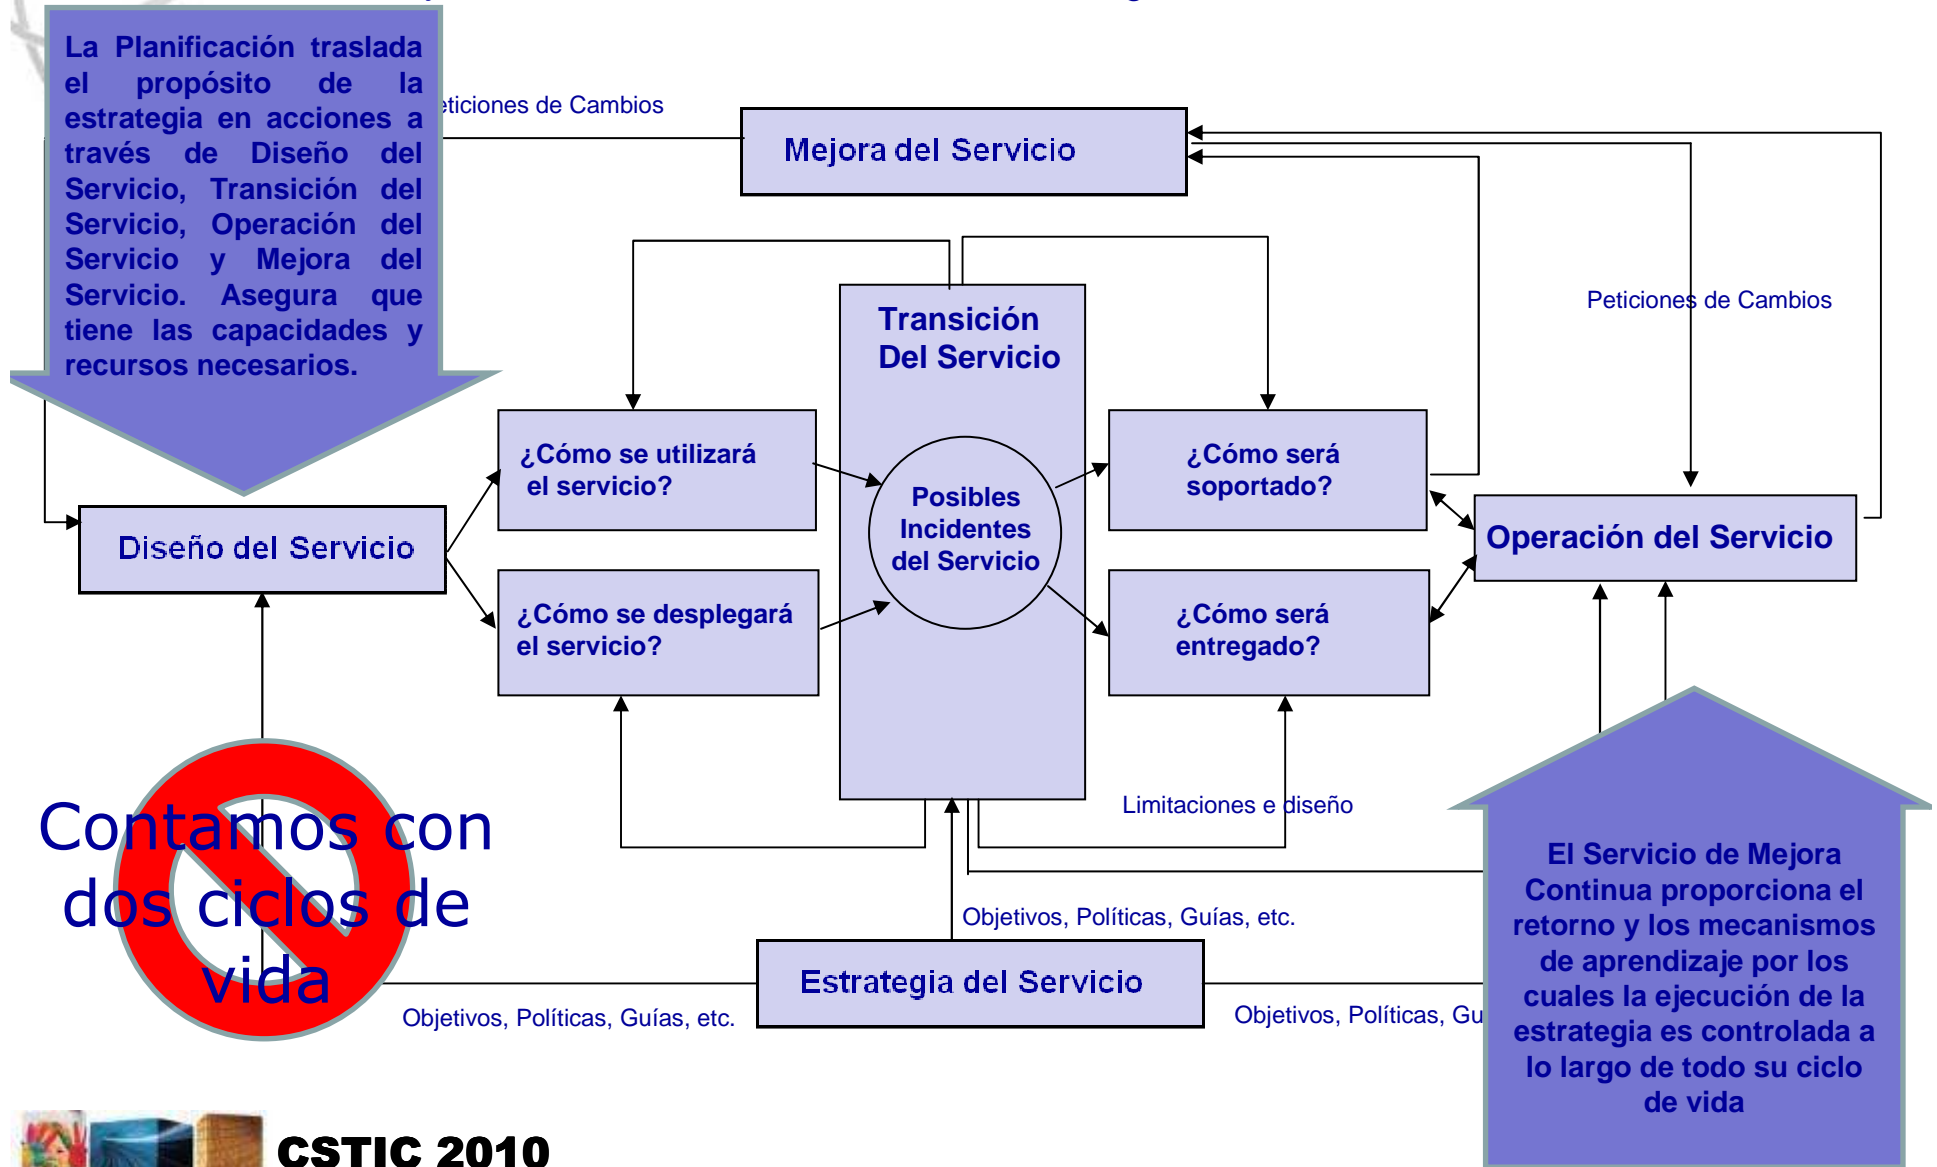 La Planificación traslada
el propósito de la
estrategia en acciones a
través de Diseño del
Servicio, Transición del
Servicio, Operación del
Servicio y Mejora del
Servicio. Asegura que
tiene las capacidades y
recursos necesarios.
eticiones de Cambios
Mejora del Servicio
Peticiones de Cambios
Transición
Del Servicio
¿Cómo se utilizará
el servicio?
¿Cómo será
soportado?
Posibles
Incidentes
del Servicio
Diseño del Servicio
Operación del Servicio
¿Cómo se desplegará
el servicio?
¿Cómo será
entregado?
Limitaciones e diseño
Contamos con
dos ciclos de
vida
Objetivos, Políticas, Guías, etc.
Estrategia del Servicio
Objetivos, Políticas, Guías, etc.
Objetivos, Políticas, Gu
El Servicio de Mejora
Continua proporciona el
retorno y los mecanismos
de aprendizaje por los
cuales la ejecución de la
estrategia es controlada a
lo largo de todo su ciclo
de vida
CSTIC 2010